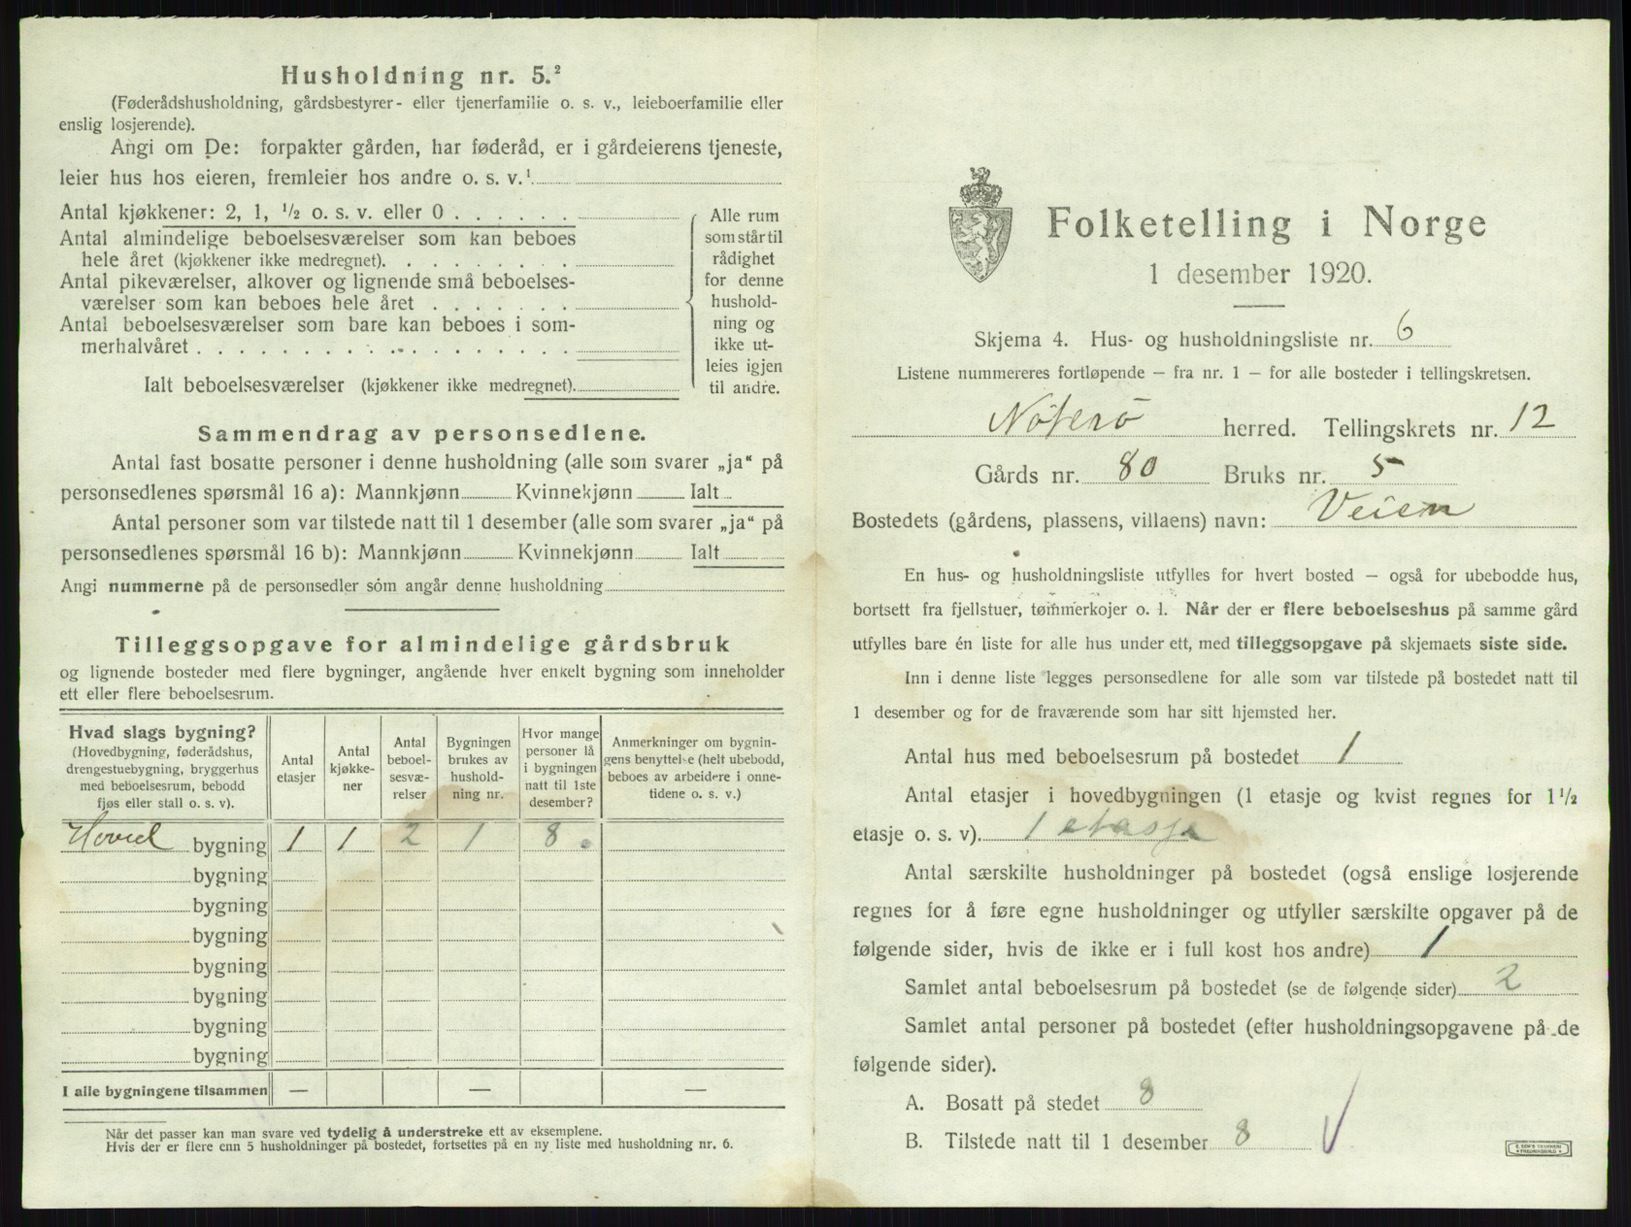 Husholdning nr. 5.²
(Føderådshusholdning, gårdsbestyrer- eller tjenerfamilie o. s. v., leieboerfamilie eller
enslig losjerende).
Angi om De: forpakter gården, har føderåd, er i gårdeierens tjeneste,
leier hus hos eieren, fremleier hos andre o. s. v.¹
Antal kjøkkener: 2, 1, ½ o. s. v. eller 0 . . . . . .
Antal almindelige beboelsesværelser som kan beboes
hele året (kjøkkener ikke medregnet). . . . . . . . .
Antal pikeværelser, alkover og lignende små beboelses-
værelser som kan beboes hele året . . . . . . .
Antal beboelsesværelser som bare kan beboes i som-
merhalvåret . . . . . . . . . . . . . . . . .
Ialt beboelsesværelser (kjøkkener ikke medregnet).
Alle rum
som står til
rådighet
for denne
hushold-
ning og
ikke ut-
leies igjen
til andre.
Sammendrag av personsedlene.
Antal fast bosatte personer i denne husholdning (alle som svarer „ja“ på
personsedlenes spørsmål 16 a): Mannkjønn Kvinnekjønn Ialt
Antal personer som var tilstede natt til 1 desember (alle som svarer „ja“ på
personsedlenes spørsmål 16 b): Mannkjønn Kvinnekjønn Ialt
Angi nummerne på de personsedler som angår denne husholdning
Tilleggsopgave for almindelige gårdsbruk
og lignende bosteder med flere bygninger, angående hver enkelt bygning som inneholder
ett eller flere beboelsesrum.
Hvad slags bygning?
(Hovedbygning, føderådshus,
drengestuebygning, bryggerhus
med beboelsesrum, bebodd
fjøs eller stall o. s. v).
Antal
etasjer
Antal
kjøkke-
ner
Antal
beboel-
sesvæ-
relser
Bygningen
brukes av
hushold-
ning nr.
Hvor mange
personer lå
i bygningen
natt til 1ste
desember?
Anmerkninger om bygnin-
gens benyttelse (helt ubebodd,
beboes av arbeidere i onne-
tidene o. s. v.)
Hoved bygning 1 1 2 1 8.
bygning
bygning
bygning
bygning
bygning
bygning
bygning
I alle bygningene tilsammen — — —
Når det passer kan man svare ved tydelig å understreke ett av eksemplene.
Hvis der er flere enn 5 husholdninger på bostedet, fortsettes på en ny liste med husholdning nr. 6.
Folketelling i Norge
1 desember 1920.
Skjema 4. Hus- og husholdningsliste nr. 6
Listene nummereres fortløpende — fra nr. 1 — for alle bosteder i tellingskretsen.
Nøterö herred. Tellingskrets nr. 12
Gårds nr. 80 Bruks nr. 5
Bostedets (gårdens, plassens, villaens) navn: Veien
En hus- og husholdningsliste utfylles for hvert bosted — også for ubebodde hus,
bortsett fra fjellstuer, tømmerkojer o. l. Når der er flere beboelseshus på samme gård
utfylles bare én liste for alle hus under ett, med tilleggsopgave på skjemaets siste side.
Inn i denne liste legges personsedlene for alle som var tilstede på bostedet natt til
1 desember og for de fraværende som har sitt hjemsted her.
Antal hus med beboelsesrum på bostedet 1
Antal etasjer i hovedbygningen (1 etasje og kvist regnes for 1½
etasje o. s. v). 1 etasje
Antal særskilte husholdninger på bostedet (også enslige losjerende
regnes for å føre egne husholdninger og utfyller særskilte opgaver på de
følgende sider, hvis de ikke er i full kost hos andre) 1
Samlet antal beboelsesrum på bostedet (se de følgende sider) 2
Samlet antal personer på bostedet (efter husholdningsopgavene på de
følgende sider).
A. Bosatt på stedet 8
B. Tilstede natt til 1 desember 8